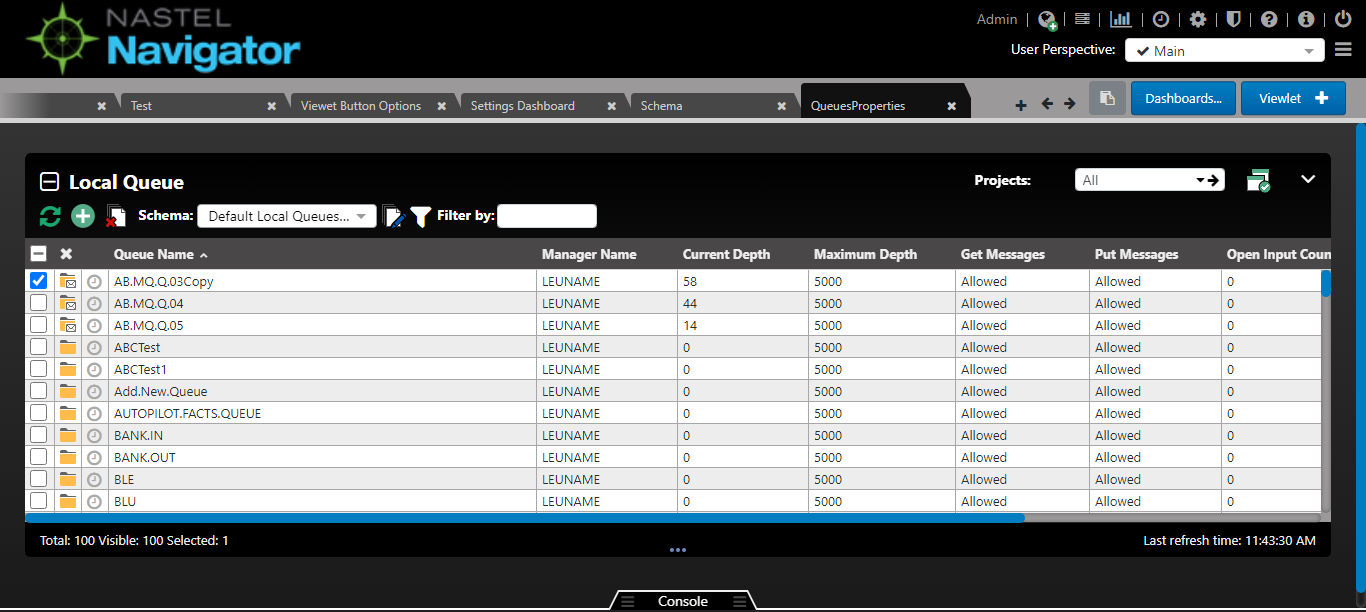 NASTEL
Navigator
Admin
User Perspective: Main
Test Viewet Button Options Settings Dashboard Schema QueuesProperties
Dashboards... Viewlet
Local Queue
Projects: All
Schema: Default Local Queues... Filter by:
Queue Name Manager Name Current Depth Maximum Depth Get Messages Put Messages Open Input Coun
AB.MQ.Q.03Copy LEUNAME 58 5000 Allowed Allowed 0
AB.MQ.Q.04 LEUNAME 44 5000 Allowed Allowed 0
AB.MQ.Q.05 LEUNAME 14 5000 Allowed Allowed 0
ABCTest LEUNAME 0 5000 Allowed Allowed 0
ABCTest1 LEUNAME 0 5000 Allowed Allowed 0
Add.New.Queue LEUNAME 0 5000 Allowed Allowed 0
AUTOPILOT.FACTS.QUEUE LEUNAME 0 5000 Allowed Allowed 0
BANK.IN LEUNAME 0 5000 Allowed Allowed 0
BANK.OUT LEUNAME 0 5000 Allowed Allowed 0
BLE LEUNAME 0 5000 Allowed Allowed 0
BLU LEUNAME 0 5000 Allowed Allowed 0
Total: 100 Visible: 100 Selected: 1
Last refresh time: 11:43:30 AM
Console